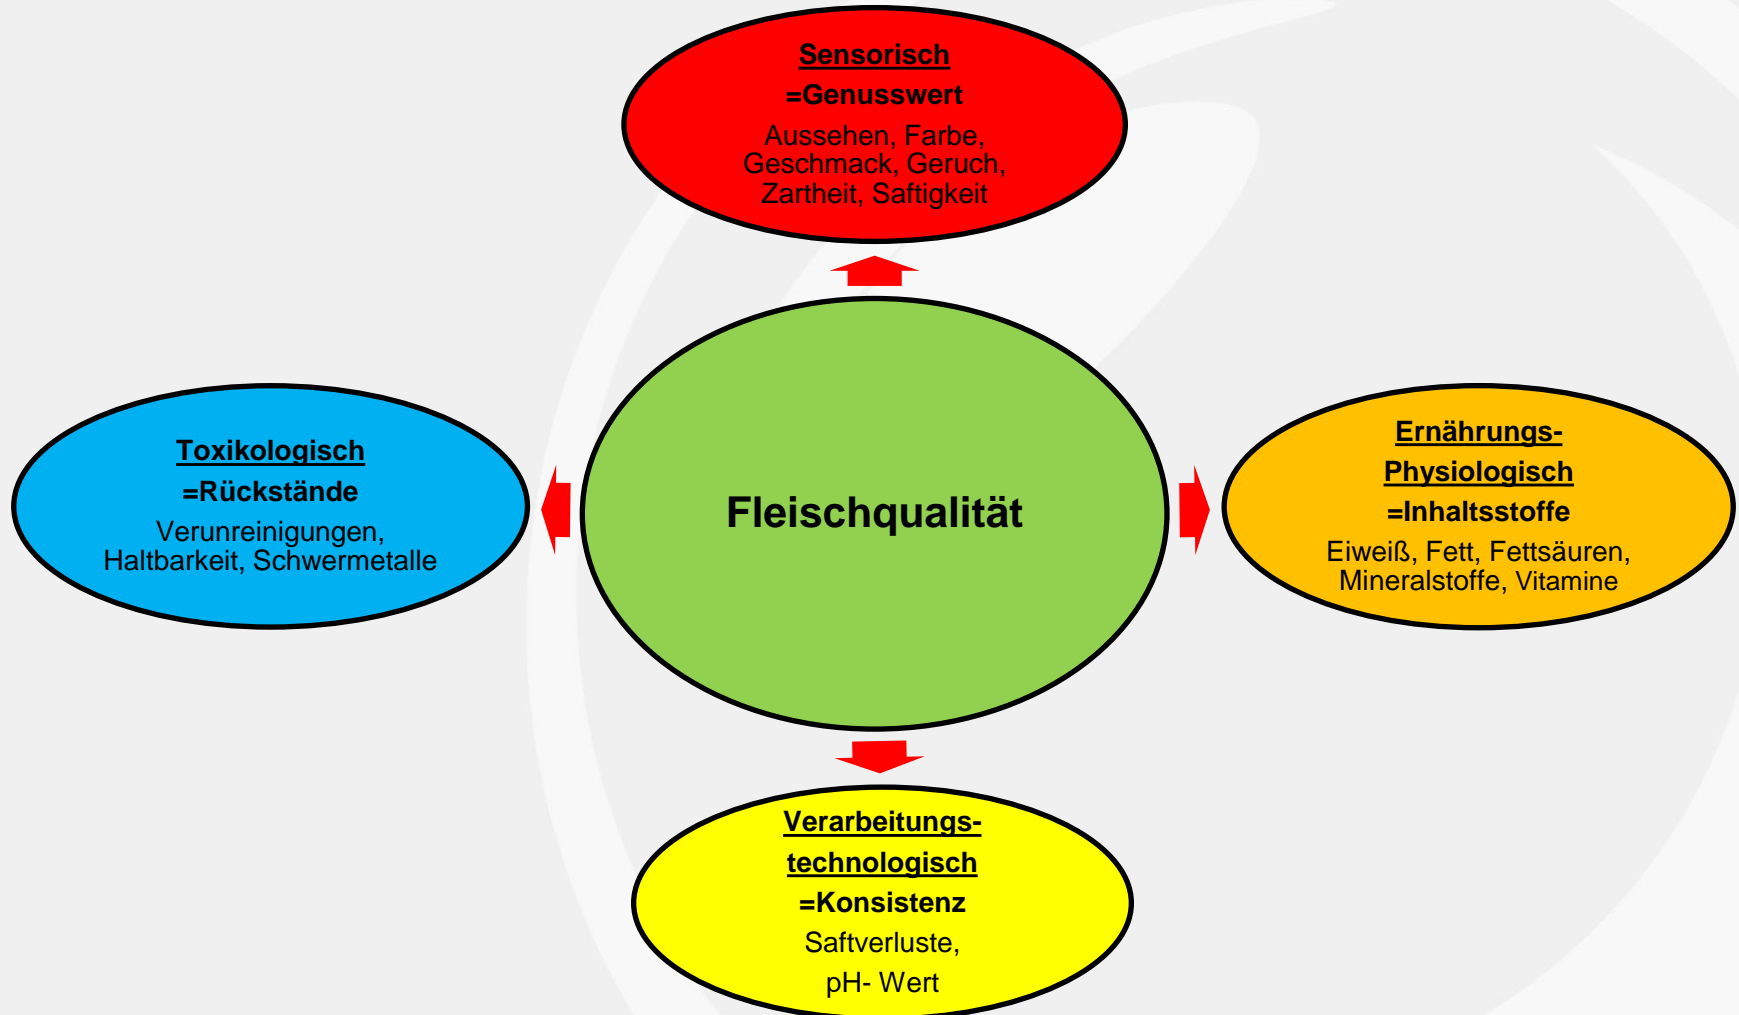 Sensorisch
=Genusswert
Aussehen, Farbe,
Geschmack, Geruch,
Zartheit, Saftigkeit
Toxikologisch
=Rückstände
Verunreinigungen,
Haltbarkeit, Schwermetalle
Fleischqualität
Ernährungs-
Physiologisch
=Inhaltsstoffe
Eiweiß, Fett, Fettsäuren,
Mineralstoffe, Vitamine
Verarbeitungs-
technologisch
=Konsistenz
Saftverluste,
pH- Wert